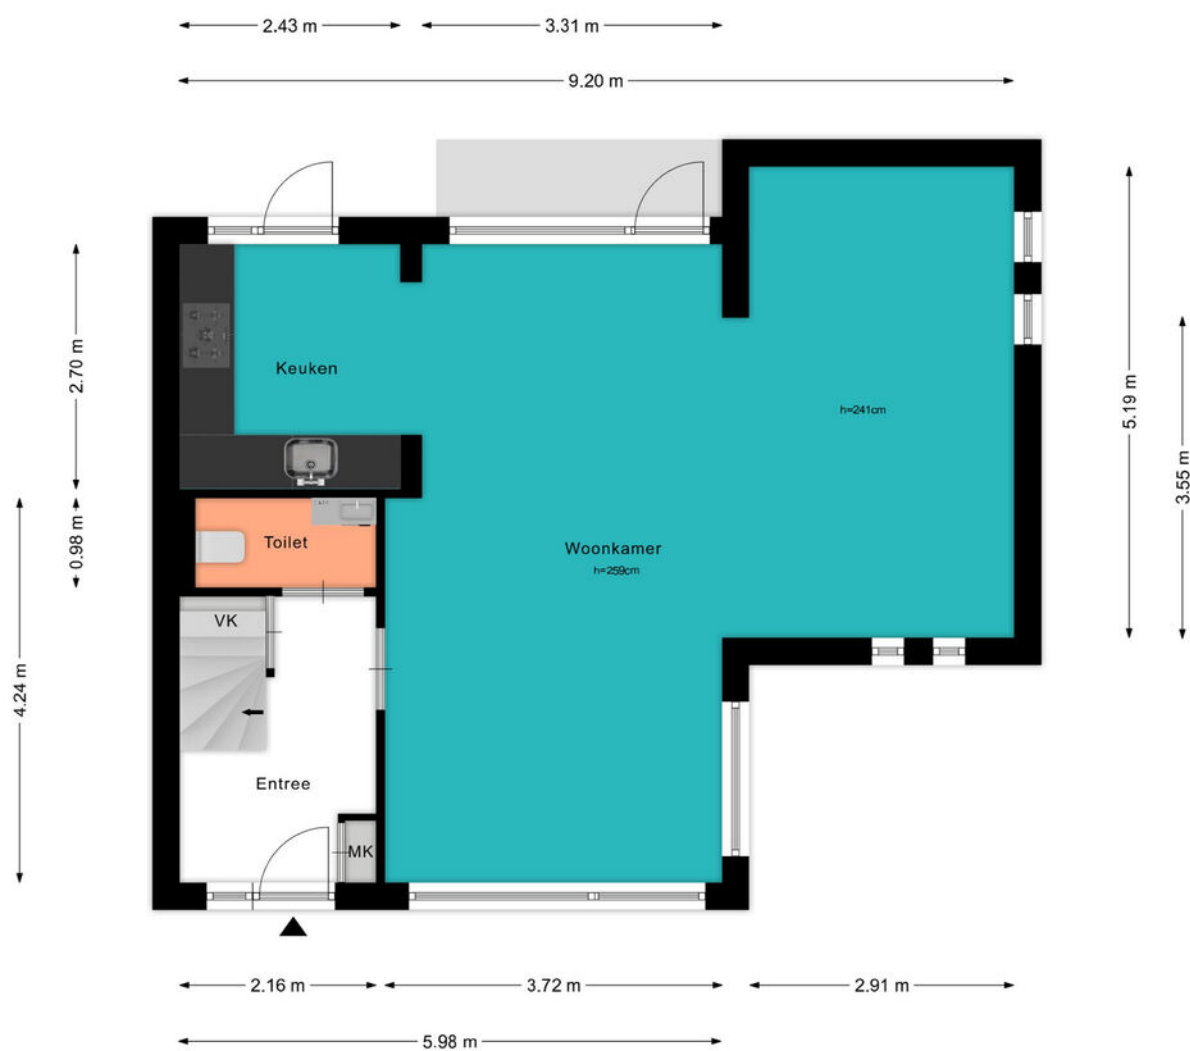 2.43 m
3.31 m
9.20 m
2.70 m
Keuken
5.19 m
h=241cm
3.55 m
0.98 m
Toilet
Woonkamer
h=259cm
VK
4.24 m
Entree
MK
2.16 m
3.72 m
2.91 m
5.98 m